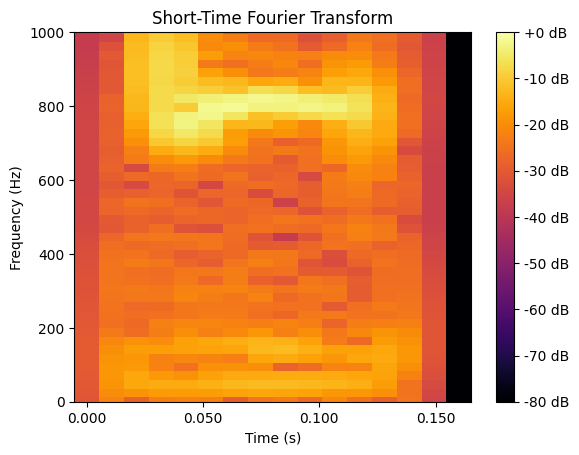 Short-Time Fourier Transform
1000
800
600
400
200
0
Frequency (Hz)
0.000
0.050
0.100
0.150
Time (s)
+0 dB
-10 dB
-20 dB
-30 dB
-40 dB
-50 dB
-60 dB
-70 dB
-80 dB